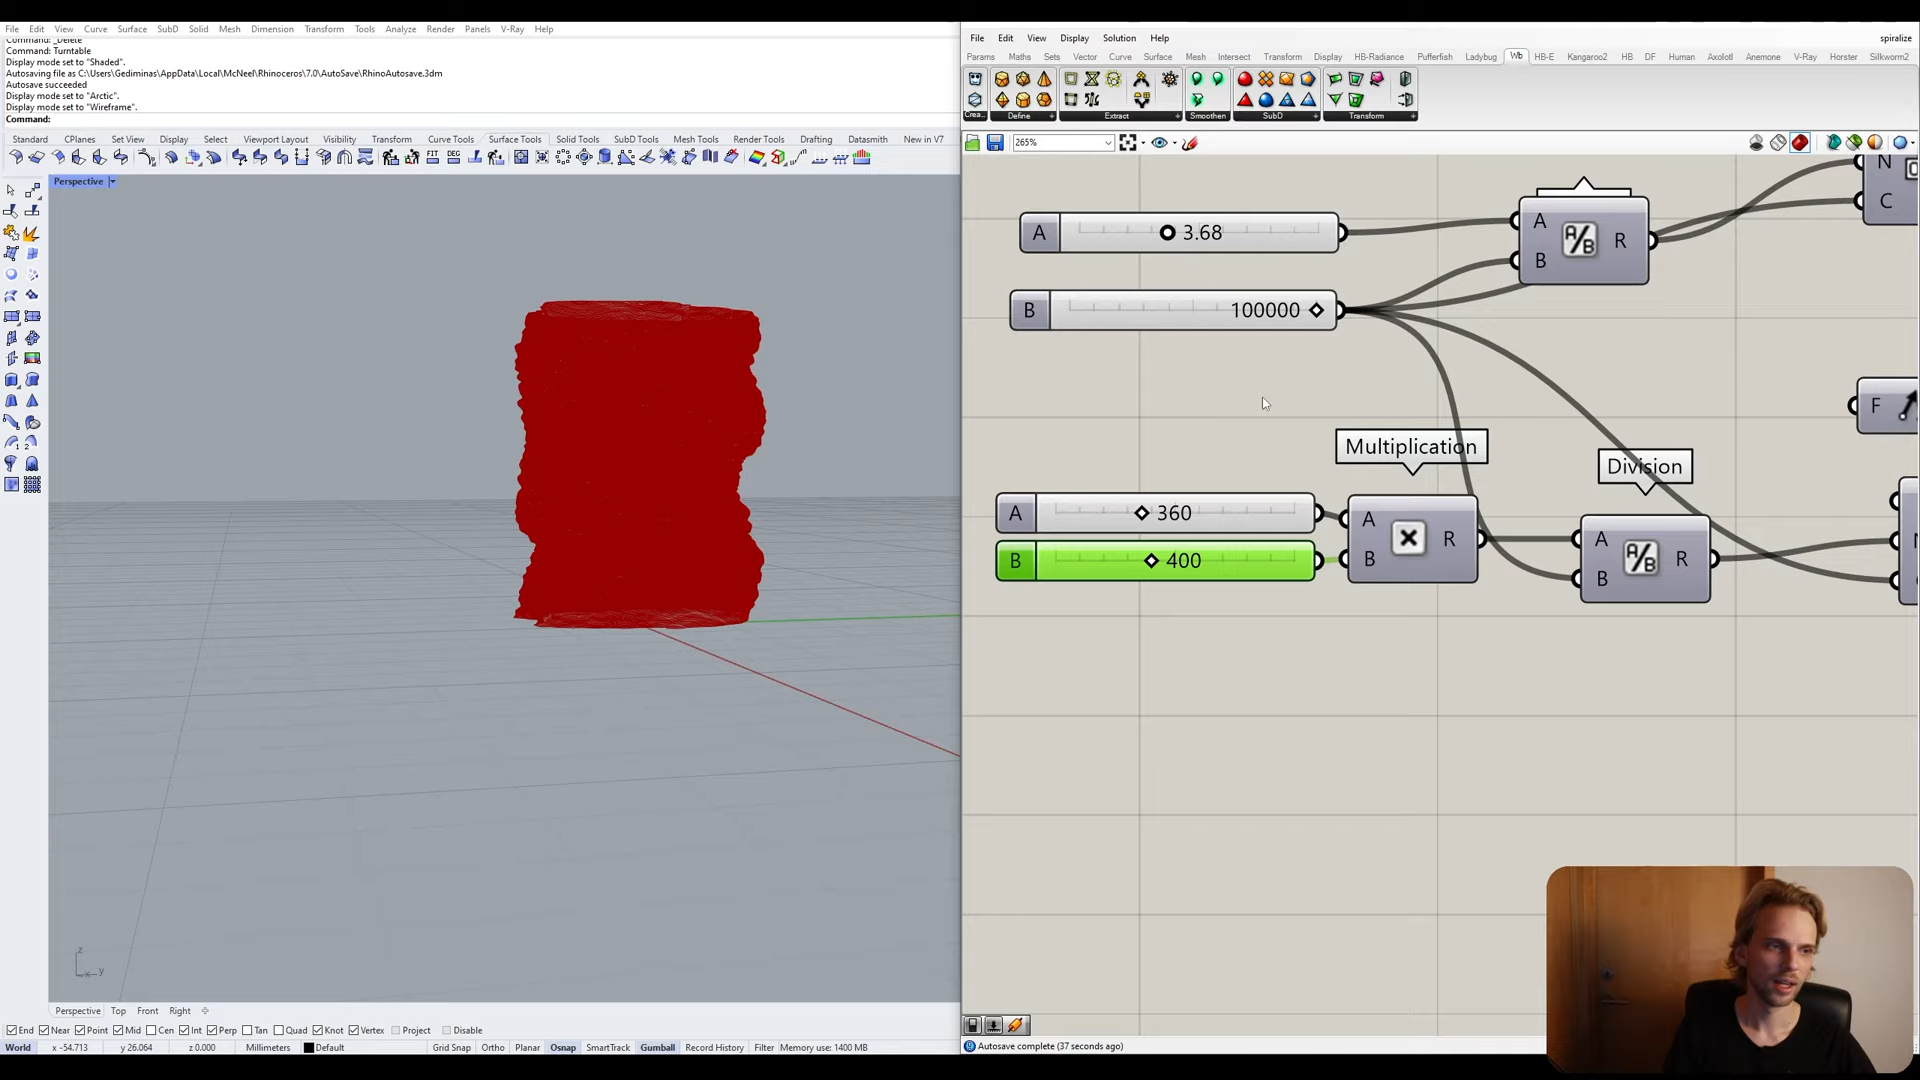 File Edit View Curve Surface SubD Solid Mesh Dimension Transform Tools Analyze Render Panels V-Ray Help
Command: _Delete
Command: Turntable
Display mode set to "Shaded".
Autosaving file as C:\Users\Gediminas\AppData\Local\McNeel\Rhinoceros\7.0\AutoSave\RhinoAutosave.3dm
Autosave succeeded
Display mode set to "Arctic".
Display mode set to "Wireframe".
Command:
Standard CPlanes Set View Display Select Viewport Layout Visibility Transform Curve Tools Surface Tools Solid Tools SubD Tools Mesh Tools Render Tools Drafting Datasmith New in V7
FIT DEG
Perspective
z
x y
Perspective Top Front Right
End Near Point Mid Cen Int Perp Tan Quad Knot Vertex Project Disable
World x -54.713 y 26.064 z 0.000 Millimeters Default Grid Snap Ortho Planar Osnap SmartTrack Gumball Record History Filter Memory use: 1400 MB
File Edit View Display Solution Help spiralize
Params Maths Sets Vector Curve Surface Mesh Intersect Transform Display HB-Radiance Pufferfish Ladybug Wb HB-E Kangaroo2 HB DF Human Axolotl Anemone V-Ray Horster Silkworm2
Crea... Define Extract Smoothen SubD Transform
265%
A 3.68
B 100000
A
B
A/B
R
N
C
F
Multiplication
Division
A 360
B 400
A
B
R
A
B
A/B
R
Autosave complete (37 seconds ago)